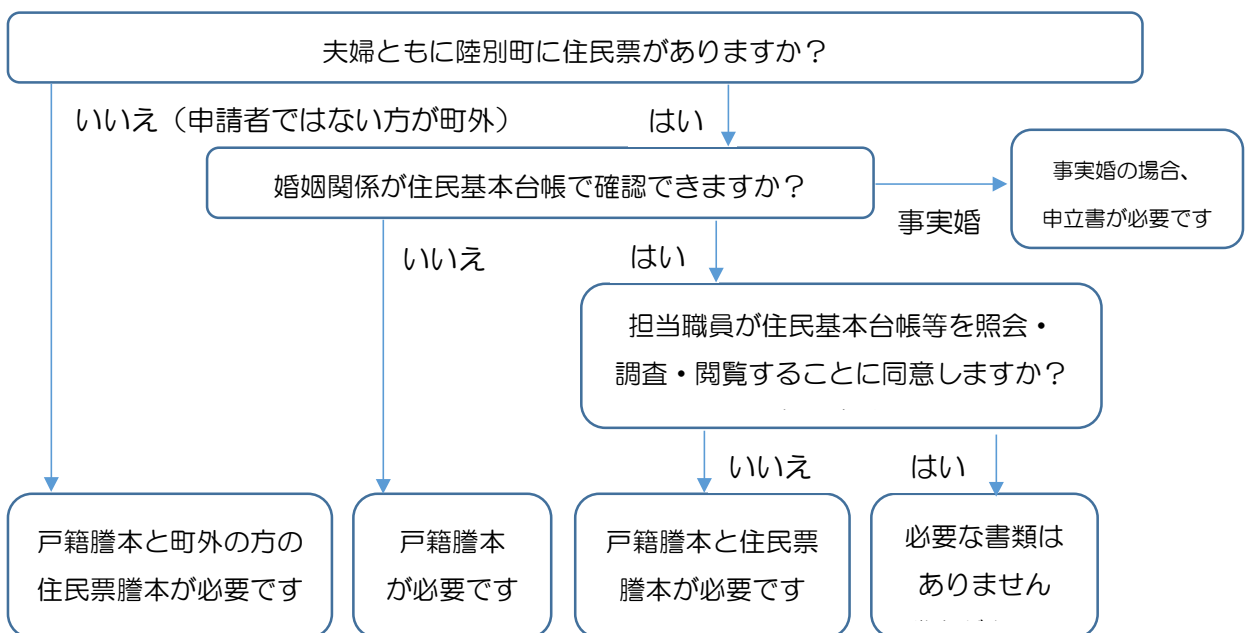 夫婦ともに陸別町に住民票がありますか？
いいえ（申請者ではない方が町外）
はい
婚姻関係が住民基本台帳で確認できますか？
事実婚
事実婚の場合、
申立書が必要です
いいえ
はい
担当職員が住民基本台帳等を照会・
調査・閲覧することに同意しますか？
いいえ
はい
戸籍謄本と町外の方の
住民票謄本が必要です
戸籍謄本
が必要です
戸籍謄本と住民票
謄本が必要です
必要な書類は
ありません